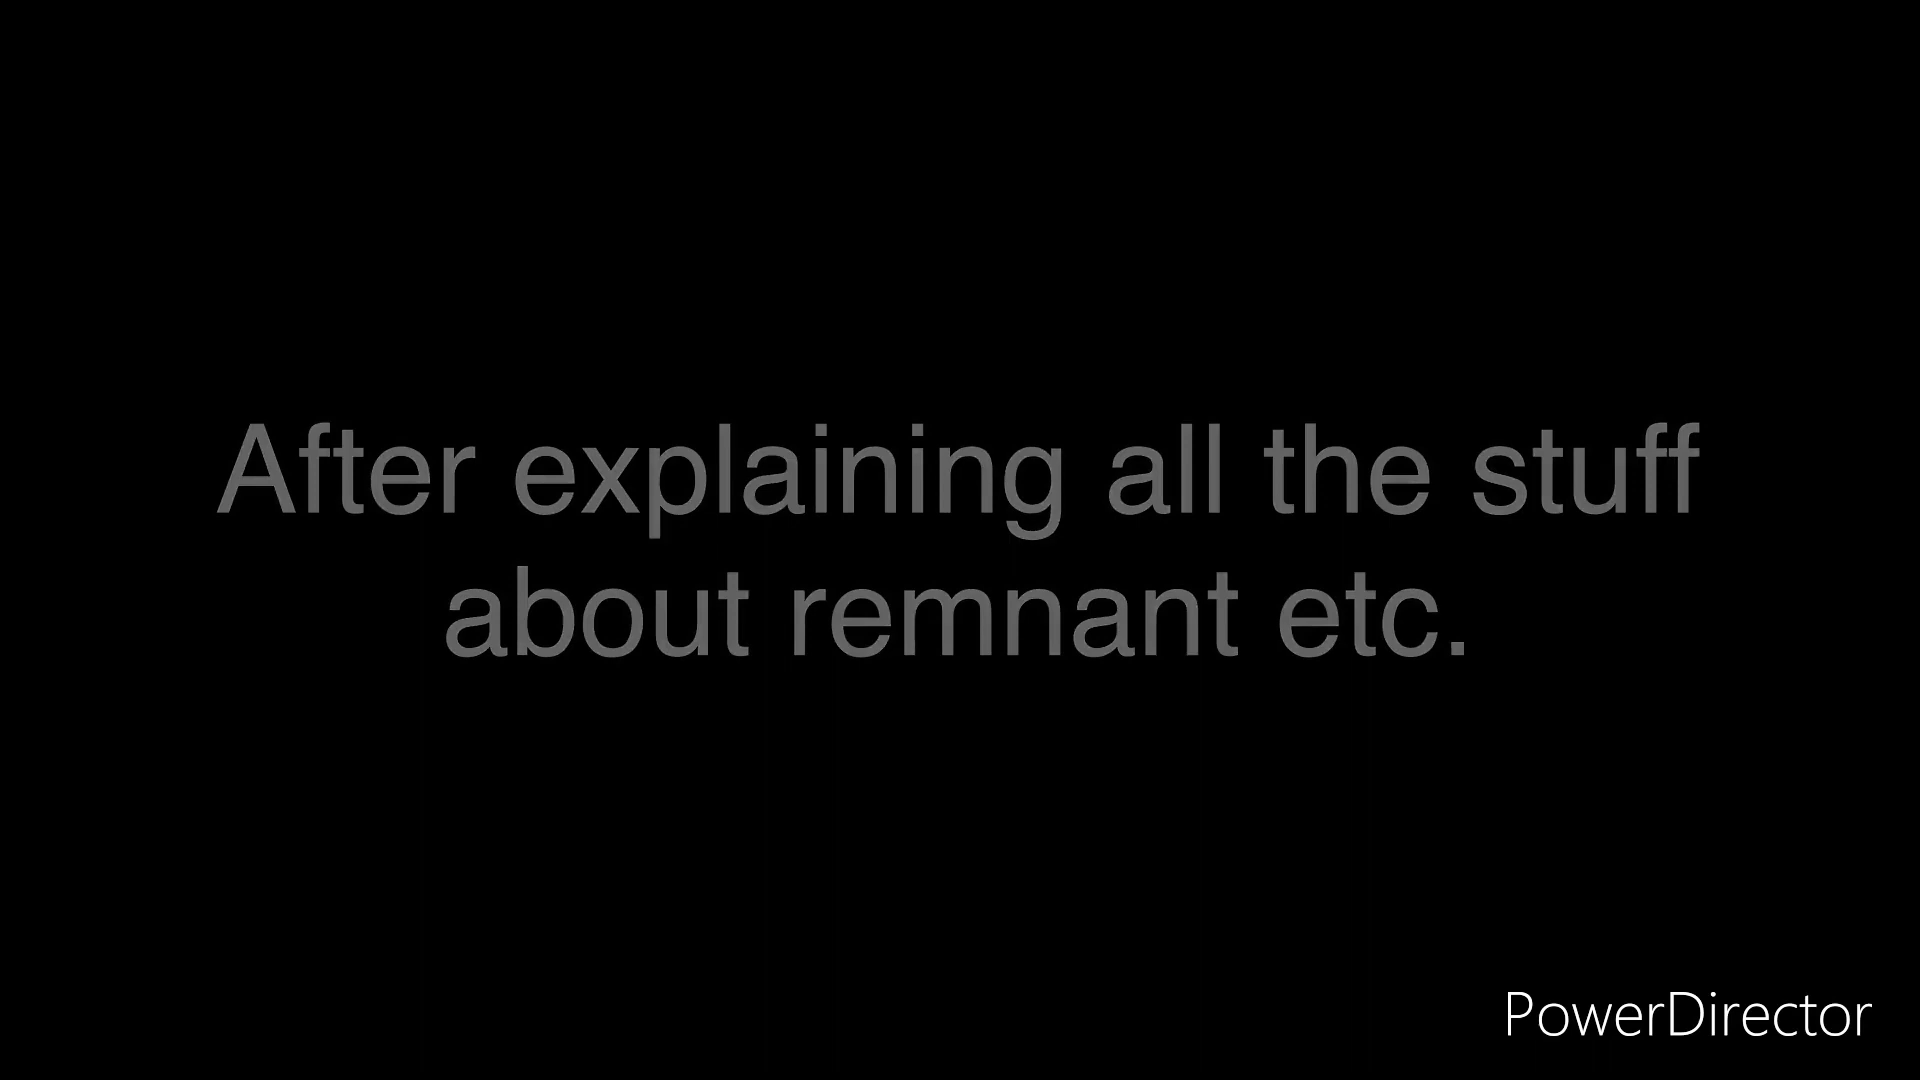 After explaining all the stuff
about remnant etc.
PowerDirector